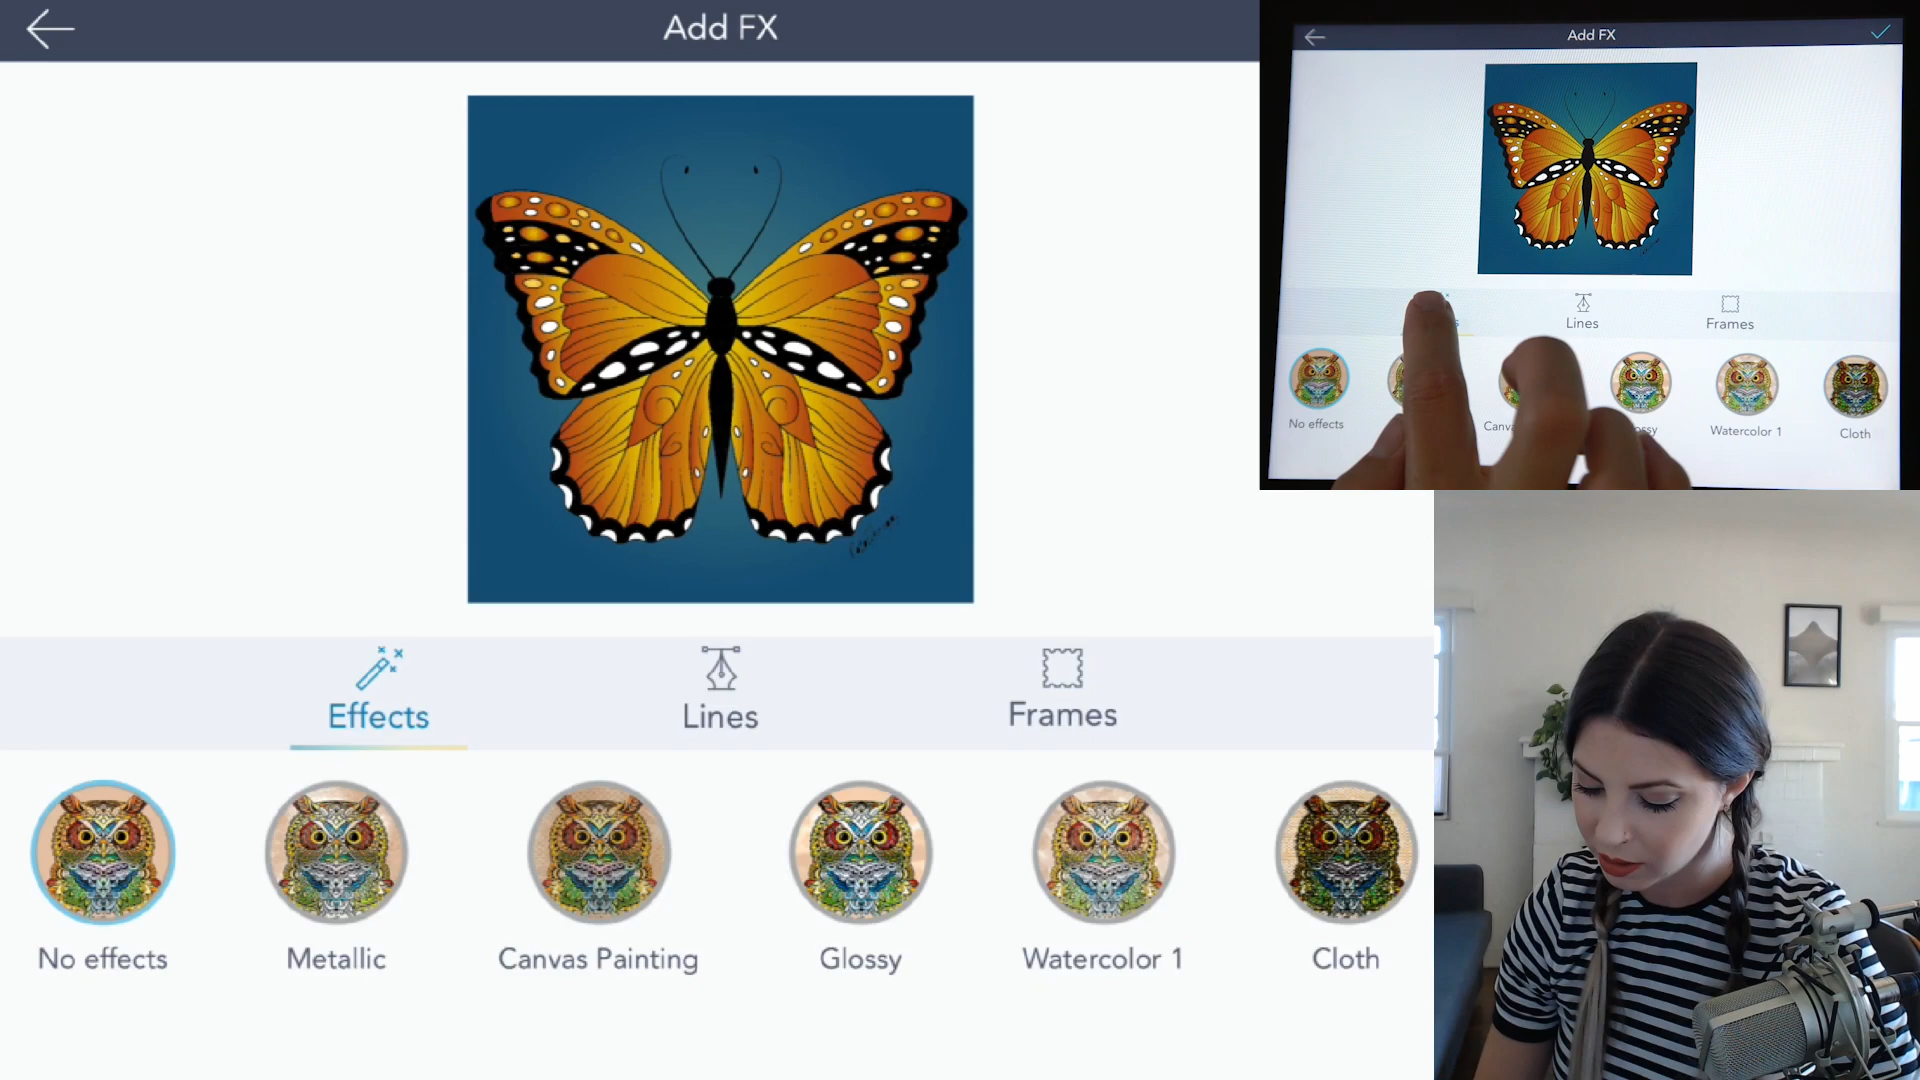 Add FX
Effects
Lines
Frames
No effects
Metallic
Canvas Painting
Glossy
Watercolor 1
Cloth
Add FX
Lines
Frames
No effects
Watercolor 1
Cloth